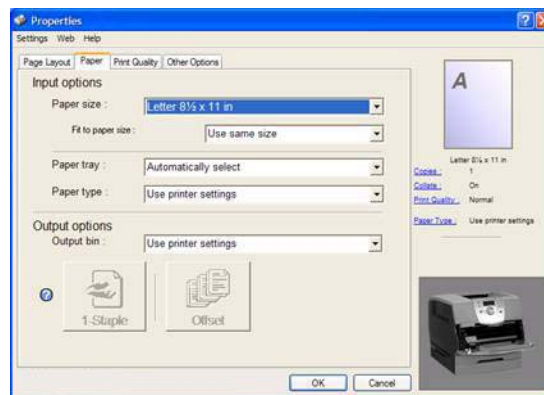 Properties
Settings Web Help
Page Layout Paper Print Quality Other Options
Input options
Paper size : Letter 8½ x 11 in
Fit to paper size : Use same size
Paper tray : Automatically select
Paper type : Use printer settings
Output options
Output bin : Use printer settings
1-Staple Offset
A
Letter 8½ x 11 in
Copies : 1
Collate : On
Print Quality : Normal
Paper Type : Use printer settings
OK Cancel